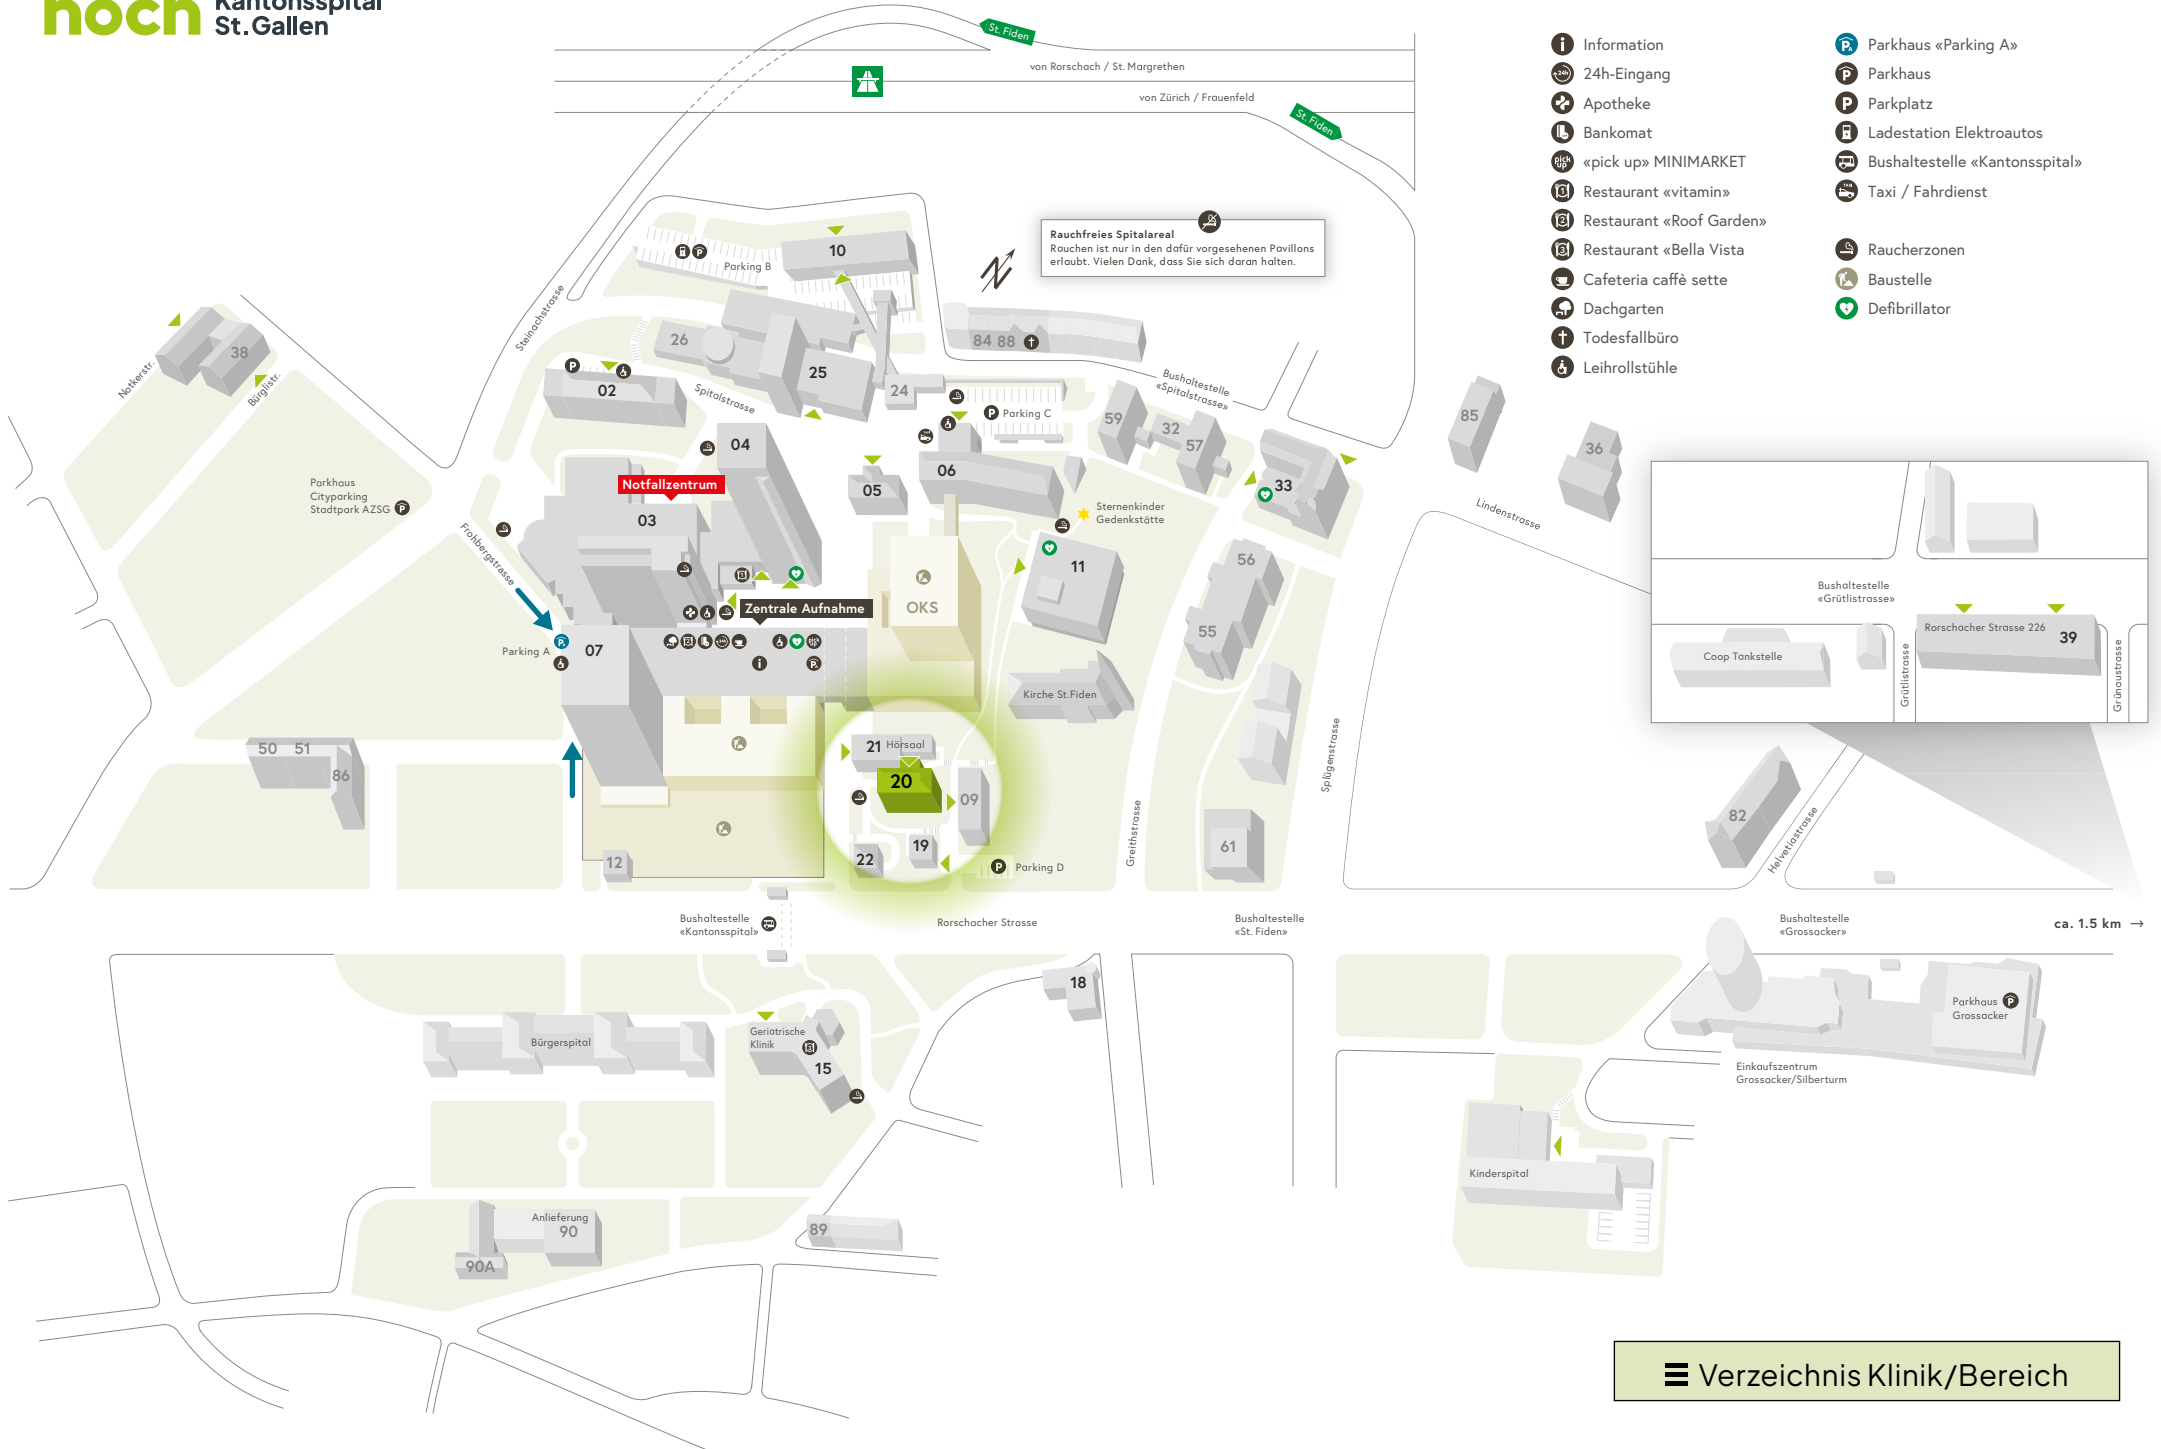 hoch Kantonsspital
St.Gallen
St. Fiden
von Rorschach / St. Margrethen
von Zürich / Frauenfeld
St. Fiden
Information
24h-Eingang
Apotheke
Bankomat
«pick up» MINIMARKET
Restaurant «vitamin»
Restaurant «Roof Garden»
Restaurant «Bella Vista
Cafeteria caffè sette
Dachgarten
Todesfallbüro
Leihrollstühle
Parkhaus «Parking A»
Parkhaus
Parkplatz
Ladestation Elektroautos
Bushaltestelle «Kantonsspital»
Taxi / Fahrdienst
Raucherzonen
Baustelle
Defibrillator
Rauchfreies Spitalareal
Rauchen ist nur in den dafür vorgesehenen Pavillons
erlaubt. Vielen Dank, dass Sie sich daran halten.
N
10
Parking B
Steinachstrasse
26
25
24
84 88
38
Notkerstr.
Bürglistr.
02
Spitalstrasse
Bushaltestelle
«Spitalstrasse»
Parking C
59
32
57
85
36
04
06
05
33
Notfallzentrum
03
Parkhaus
Cityparking
Stadtpark AZSG
Frohbergstrasse
Sternenkinder
Gedenkstätte
Lindenstrasse
11
56
55
OKS
Zentrale Aufnahme
Parking A
07
Kirche St.Fiden
Bushaltestelle
«Grütlistrasse»
Rorschacher Strasse 226
39
Coop Tankstelle
Grütlistrasse
Grünaustrasse
50 51
86
21 Hörsaal
20
09
19
22
12
Parking D
Greithstrasse
Splügenstrasse
61
82
Helvetiastrasse
Bushaltestelle
«Kantonsspital»
Rorschacher Strasse
Bushaltestelle
«St. Fiden»
Bushaltestelle
«Grossacker»
ca. 1.5 km →
18
Bürgerspital
Geriatrische
Klinik
15
Parkhaus
Grossacker
Einkaufszentrum
Grossacker/Silberturm
Kinderspital
Anlieferung
90
90A
89
Verzeichnis Klinik/Bereich